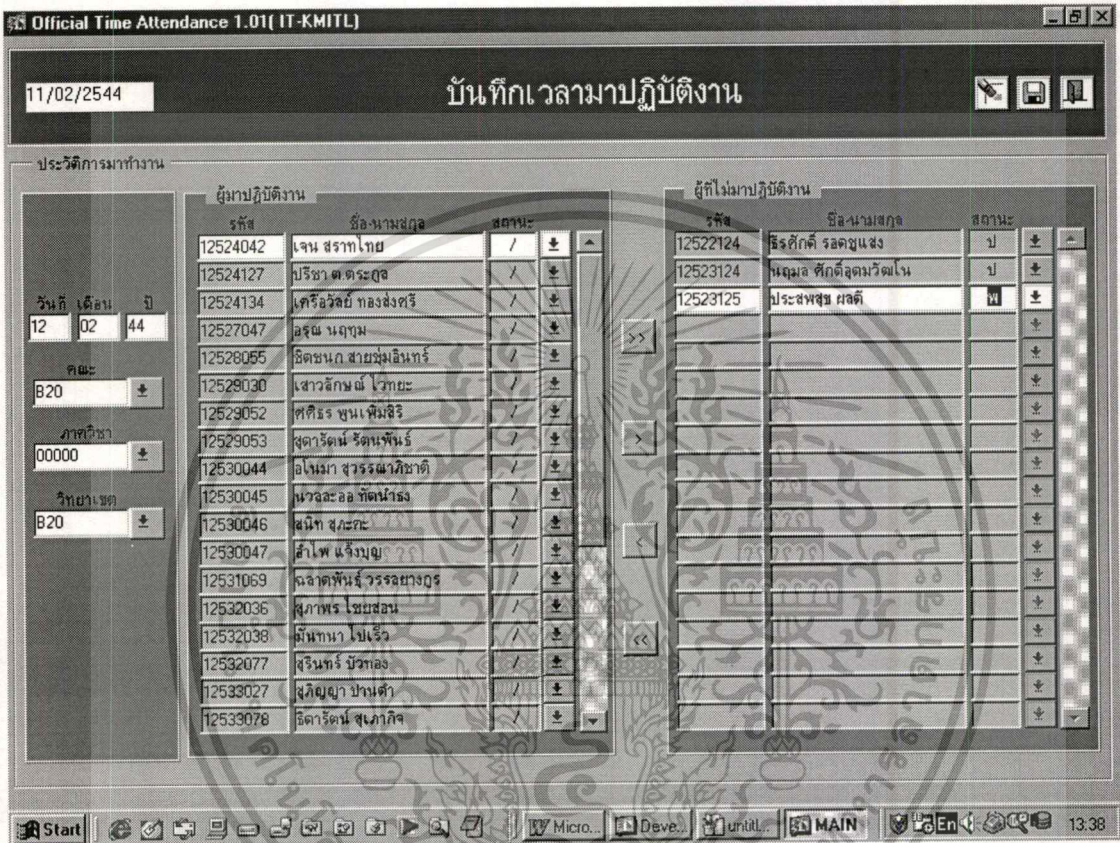 Official Time Attendance 1.01( IT-KMITL)
11/02/2544
บันทึกเวลามาปฏิบัติงาน
ประวัติการมาทำงาน
ผู้มาปฏิบัติงาน
ผู้ที่ไม่มาปฏิบัติงาน
รหัส ชื่อ-นามสกุล สถานะ
รหัส ชื่อ-นามสกุล สถานะ
12524042 เจน สราทไทย /
12522124 ธีรศักดิ์ รอดชูแสง ป
12524127 ปรีชา ต.ตระกูล /
12523124 นฤมล ศักดิ์อุดมวัฒโน ป
12524134 เครือวัลย์ ทองส่งศรี /
12523125 ประสพสุข ผลดี พ
วันที่ เดือน ปี
12 02 44
12527047 อรุณ นฤทุม /
>>
12528055 ชิดชนก สายชุ่มอินทร์ /
คณะ
B20
12529030 เสาวลักษณ์ ไวทยะ /
12529052 ศศิธร พูนเพิ่มสิริ /
ภาควิชา
00000
12529053 สุดารัตน์ รัตนพันธ์ /
>
12530044 อโนมา สุวรรณาภิชาติ /
วิทยาเขต
B20
12530045 นวลละออ ทัดนำธง /
12530046 สนิท สุภะกะ /
12530047 อำไพ แจ้งบุญ /
<
12531069 ฉลาดพันธุ์ วรรลยางกูร /
12532036 สุภาพร ไชยสอน /
12532038 มันทนา ไปเร็ว /
<<
12532077 สุรินทร์ บัวทอง /
12533027 สุภิญญา ปานดำ /
12533078 ธิดารัตน์ สุเภากิจ /
Start Micro... Deve... untitl... MAIN En 13:38